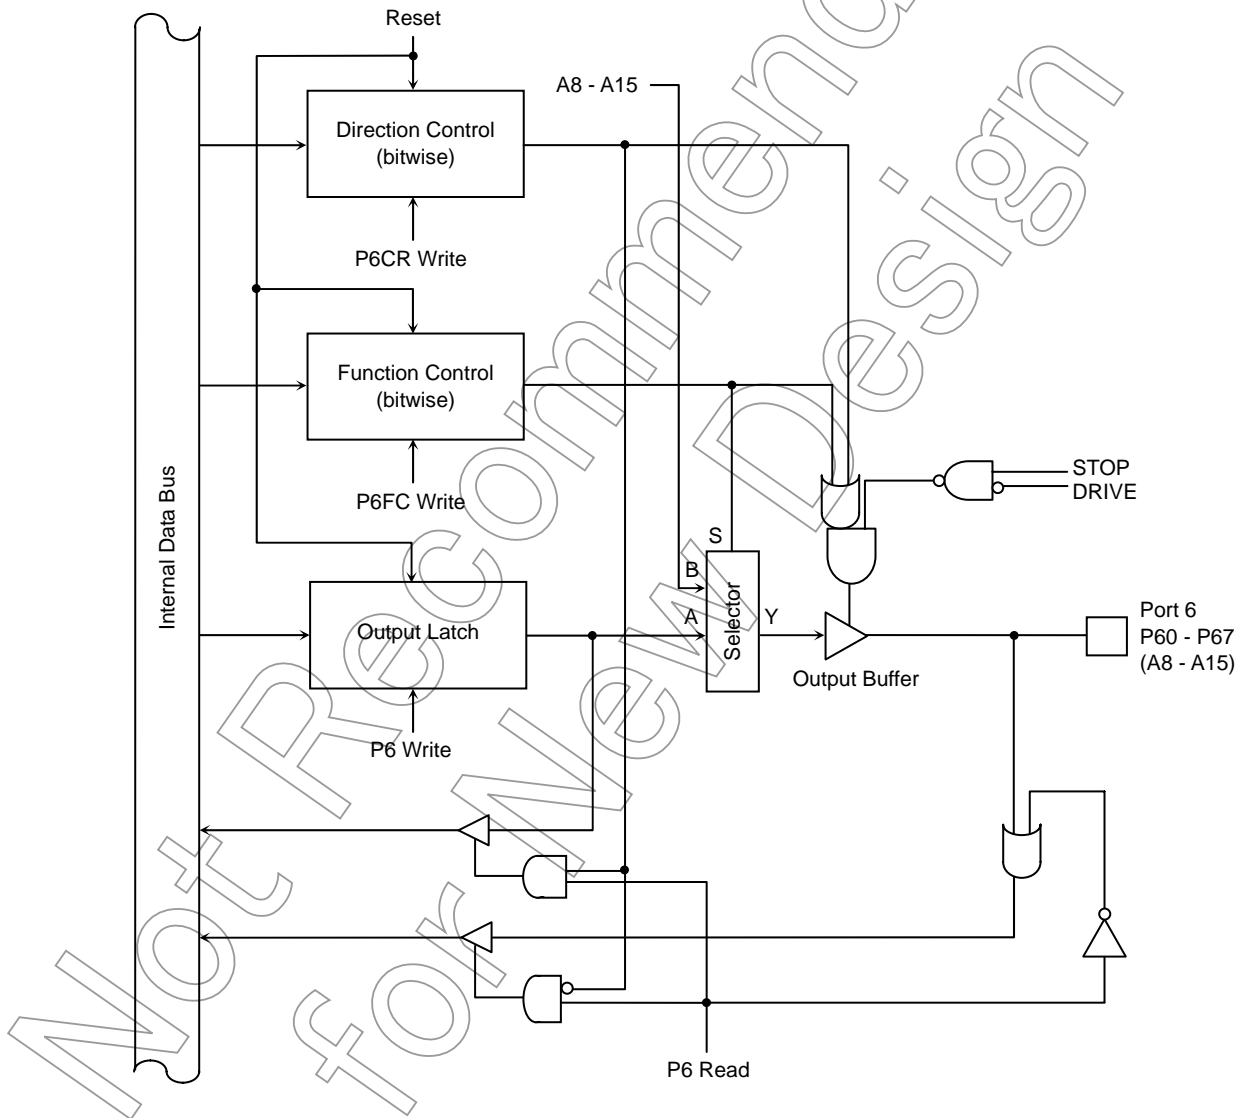 Reset
A8 - A15
Direction Control
(bitwise)
P6CR Write
Function Control
(bitwise)
P6FC Write
STOP
DRIVE
Internal Data Bus
S
B
A
Selector
Y
Output Latch
Output Buffer
Port 6
P60 - P67
(A8 - A15)
P6 Write
P6 Read
Not Recommend
for New Design